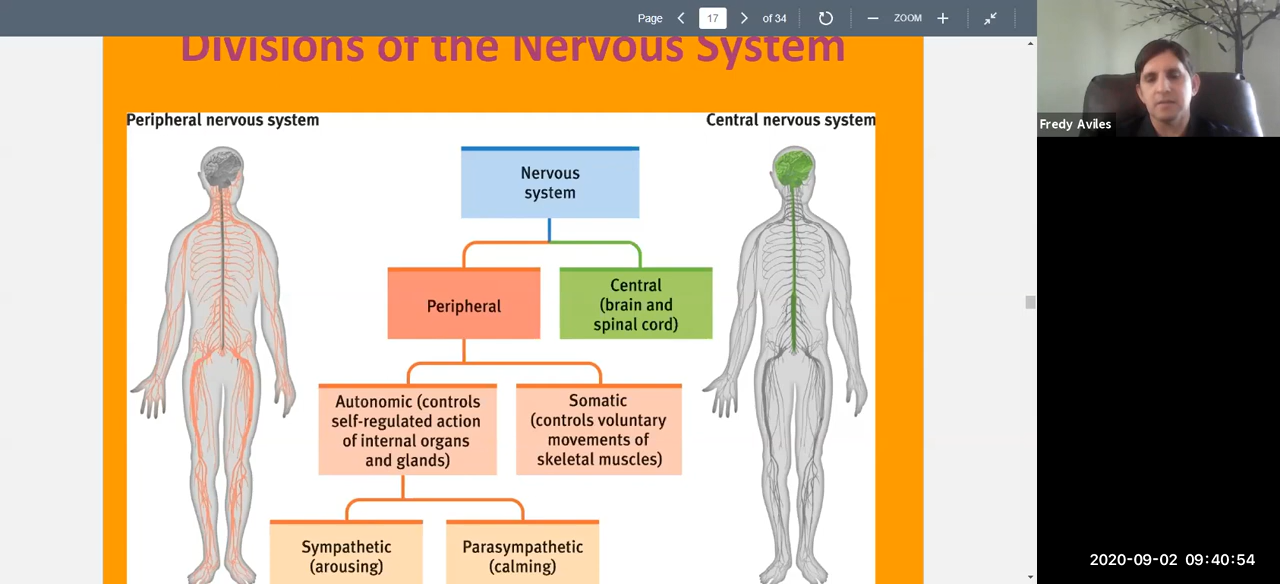 Page 17 of 34 ZOOM
Divisions of the Nervous System
Peripheral nervous system
Central nervous system
Nervous
system
Peripheral
Central
(brain and
spinal cord)
Autonomic (controls
self-regulated action
of internal organs
and glands)
Somatic
(controls voluntary
movements of
skeletal muscles)
Sympathetic
(arousing)
Parasympathetic
(calming)
Fredy Aviles
2020-09-02 09:40:54